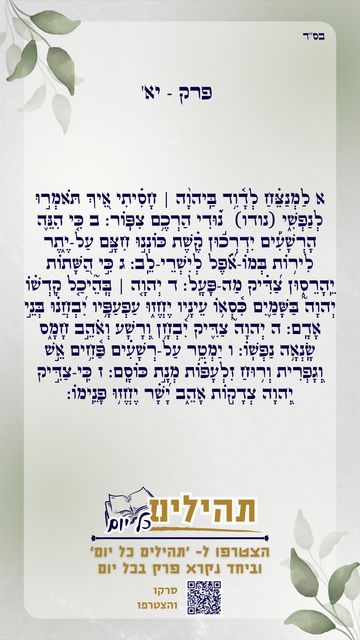 בס״ד
פרק - יא'
א לַמְנַצֵּחַ לְדָוִד בַּיהוָה | חָסִיתִי אֵיךְ תֹּאמְרוּ
לְנַפְשִׁי (נודו) נוּדִי הַרְכֶם צִפּוֹר: ב כִּי הִנֵּה
הָרְשָׁעִים יִדְרְכוּן קֶשֶׁת כּוֹנְנוּ חִצָּם עַל-יֶתֶר
לִירוֹת בְּמוֹ-אֹפֶל לְיִשְׁרֵי-לֵב: ג כִּי הַשָּׁתוֹת
יֵהָרֵסוּן צַדִּיק מַה-פָּעָל: ד יְהוָה | בְּהֵיכַל קָדְשׁוֹ
יְהוָה בַּשָּׁמַיִם כִּסְאוֹ עֵינָיו יֶחֱזוּ עַפְעַפָּיו יִבְחֲנוּ בְּנֵי
אָדָם: ה יְהוָה צַדִּיק יִבְחָן וְרָשָׁע וְאֹהֵב חָמָס
שָׂנְאָה נַפְשׁוֹ: ו יַמְטֵר עַל-רְשָׁעִים פַּחִים אֵשׁ
וְגָפְרִית וְרוּחַ זִלְעָפוֹת מְנָת כּוֹסָם: ז כִּי-צַדִּיק
יְהוָה צְדָקוֹת אָהֵב יָשָׁר יֶחֱזוּ פָנֵימוֹ:
תהילים
כל יום!
הצטרפו ל- 'תהילים כל יום'
וביחד נקרא פרק בכל יום
סרקו
והצטרפו